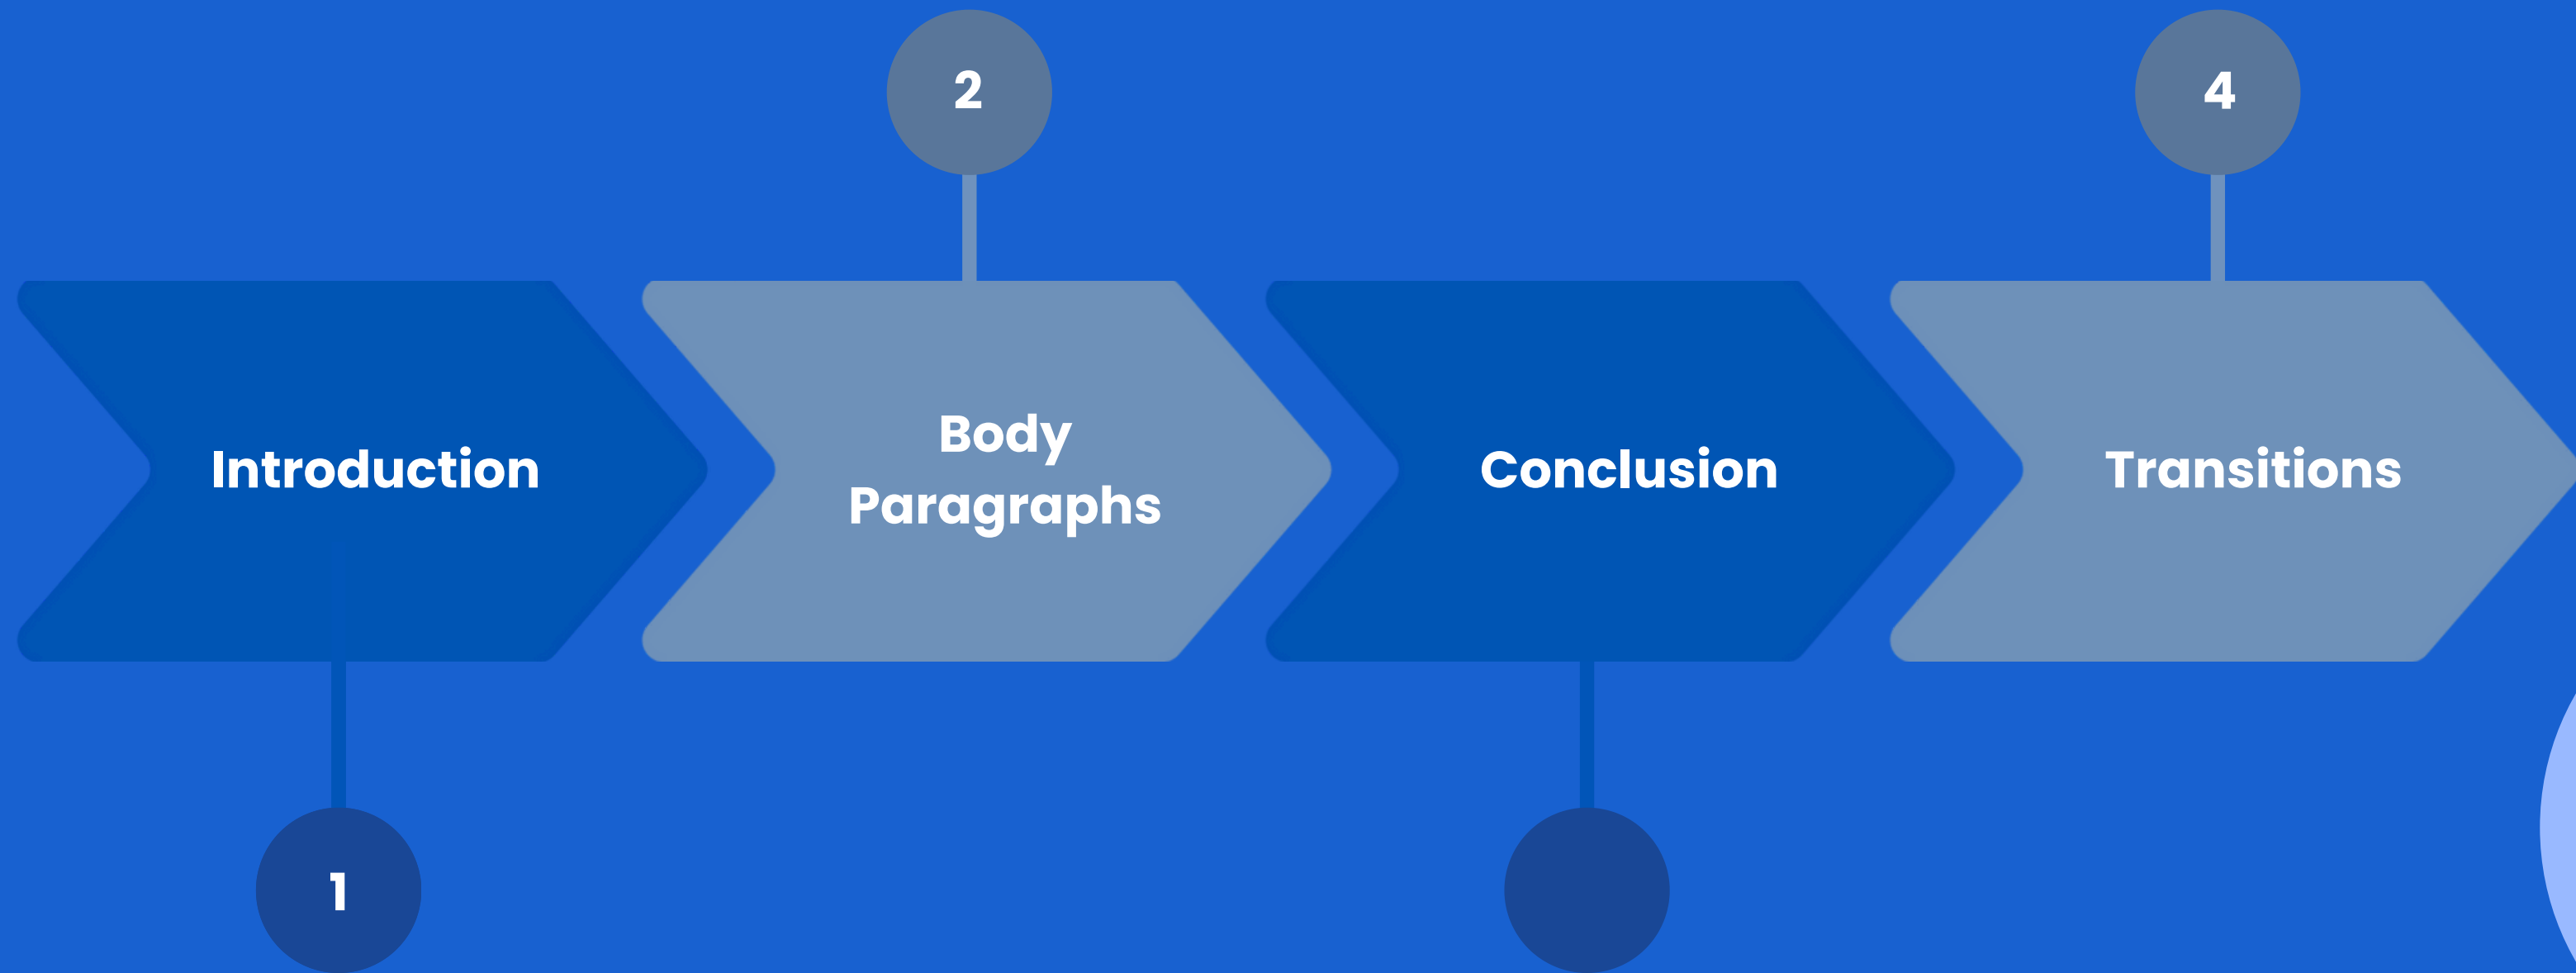 2
4
Introduction
Body
Paragraphs
Conclusion
Transitions
1